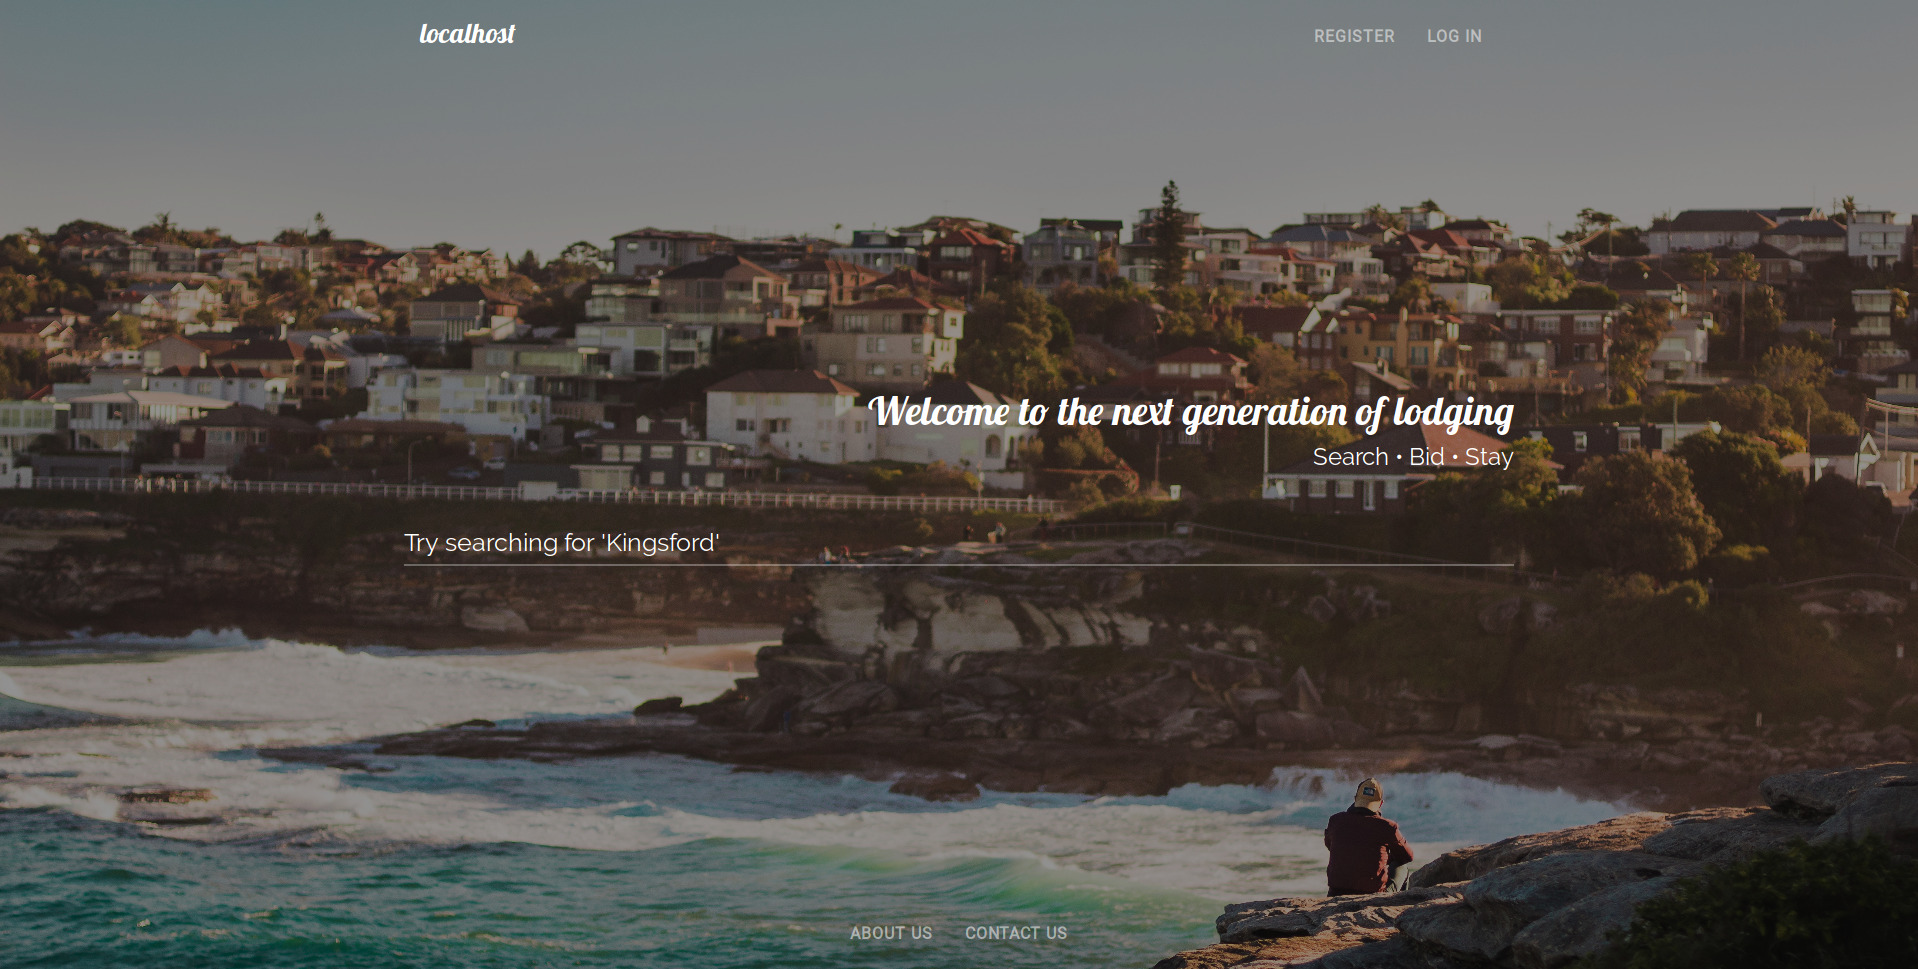 localhost
REGISTER LOG IN
Welcome to the next generation of lodging
Search • Bid • Stay
Try searching for 'Kingsford'
ABOUT US CONTACT US